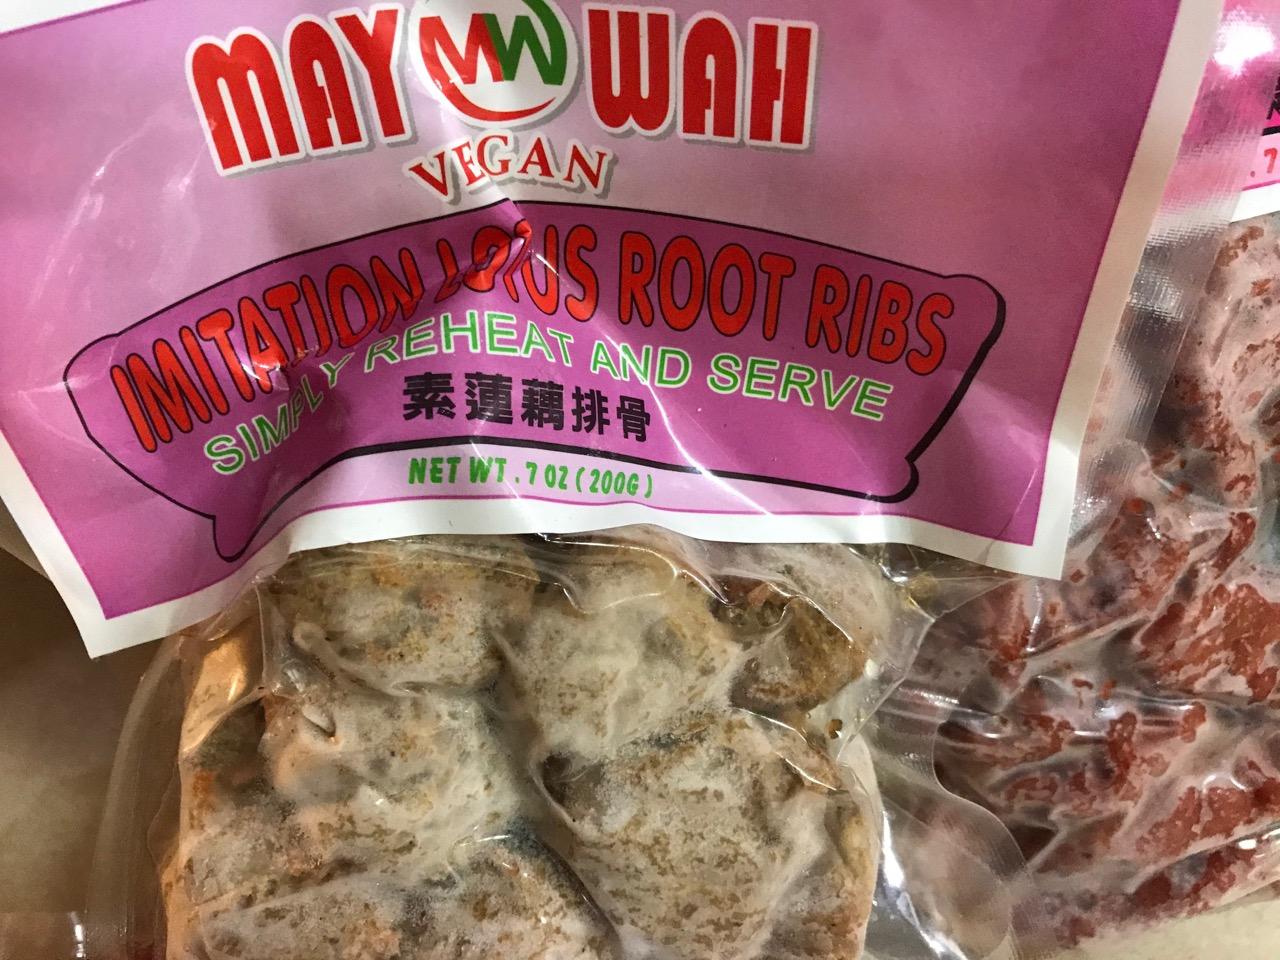 MAY MW WAH
VEGAN
IMITATION LOTUS ROOT RIBS
SIMPLY REHEAT AND SERVE
素蓮藕排骨
NET WT. 7 OZ (200G)
.7